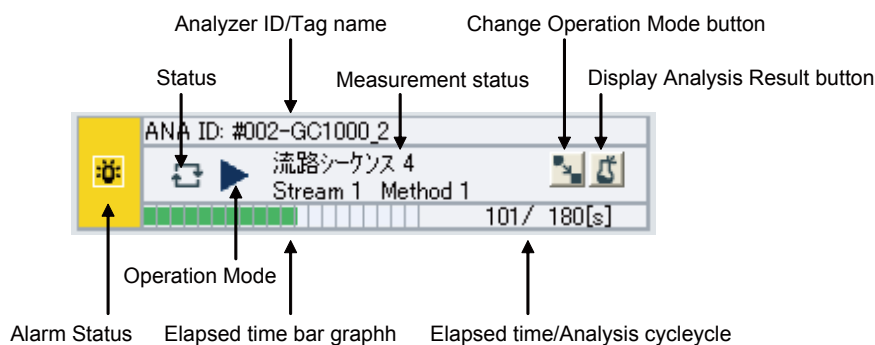 Analyzer ID/Tag name
Change Operation Mode button
Status
Measurement status
Display Analysis Result button
ANA ID: #002-GC1000_2
流路シーケンス 4
Stream 1 Method 1
101/ 180[s]
Operation Mode
Alarm Status
Elapsed time bar graphh
Elapsed time/Analysis cycleycle